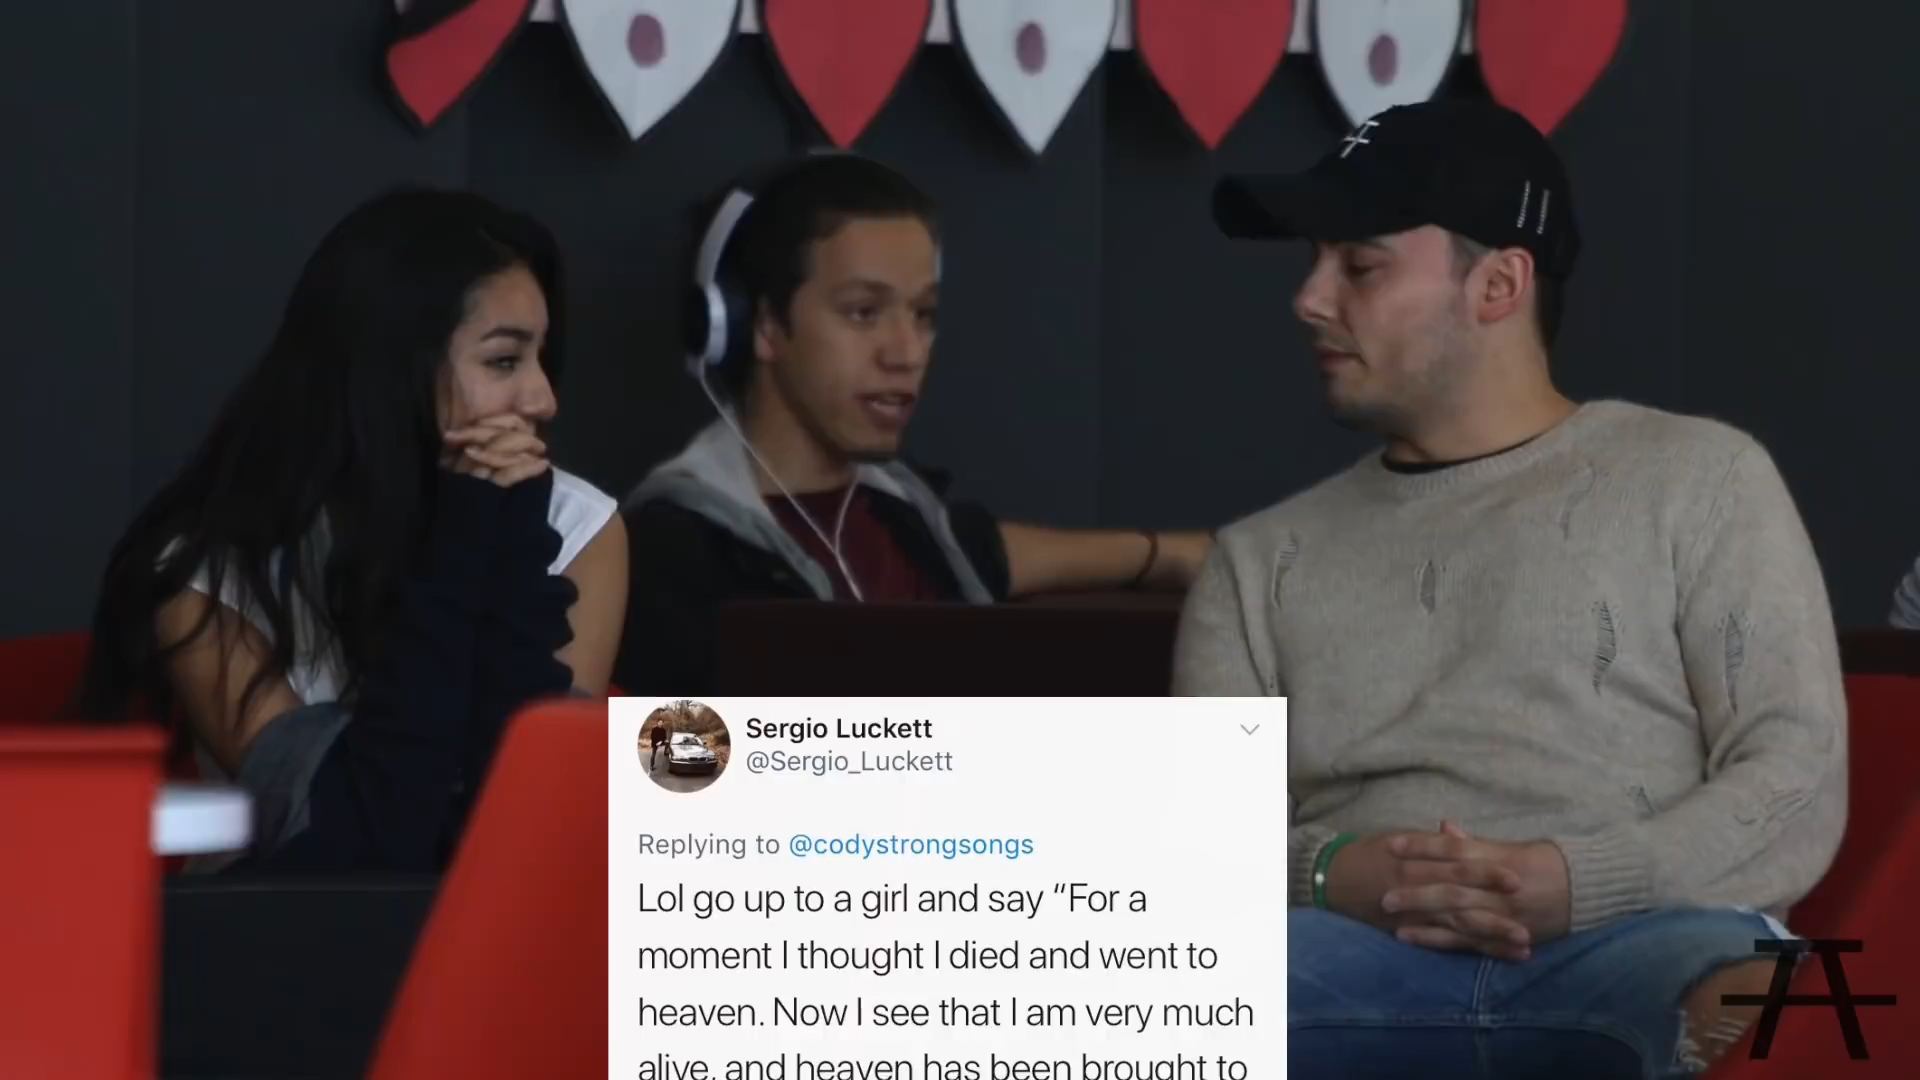 Sergio Luckett
@Sergio_Luckett
Replying to @codystrongsongs
Lol go up to a girl and say “For a
moment I thought I died and went to
heaven. Now I see that I am very much
alive, and heaven has been brought to